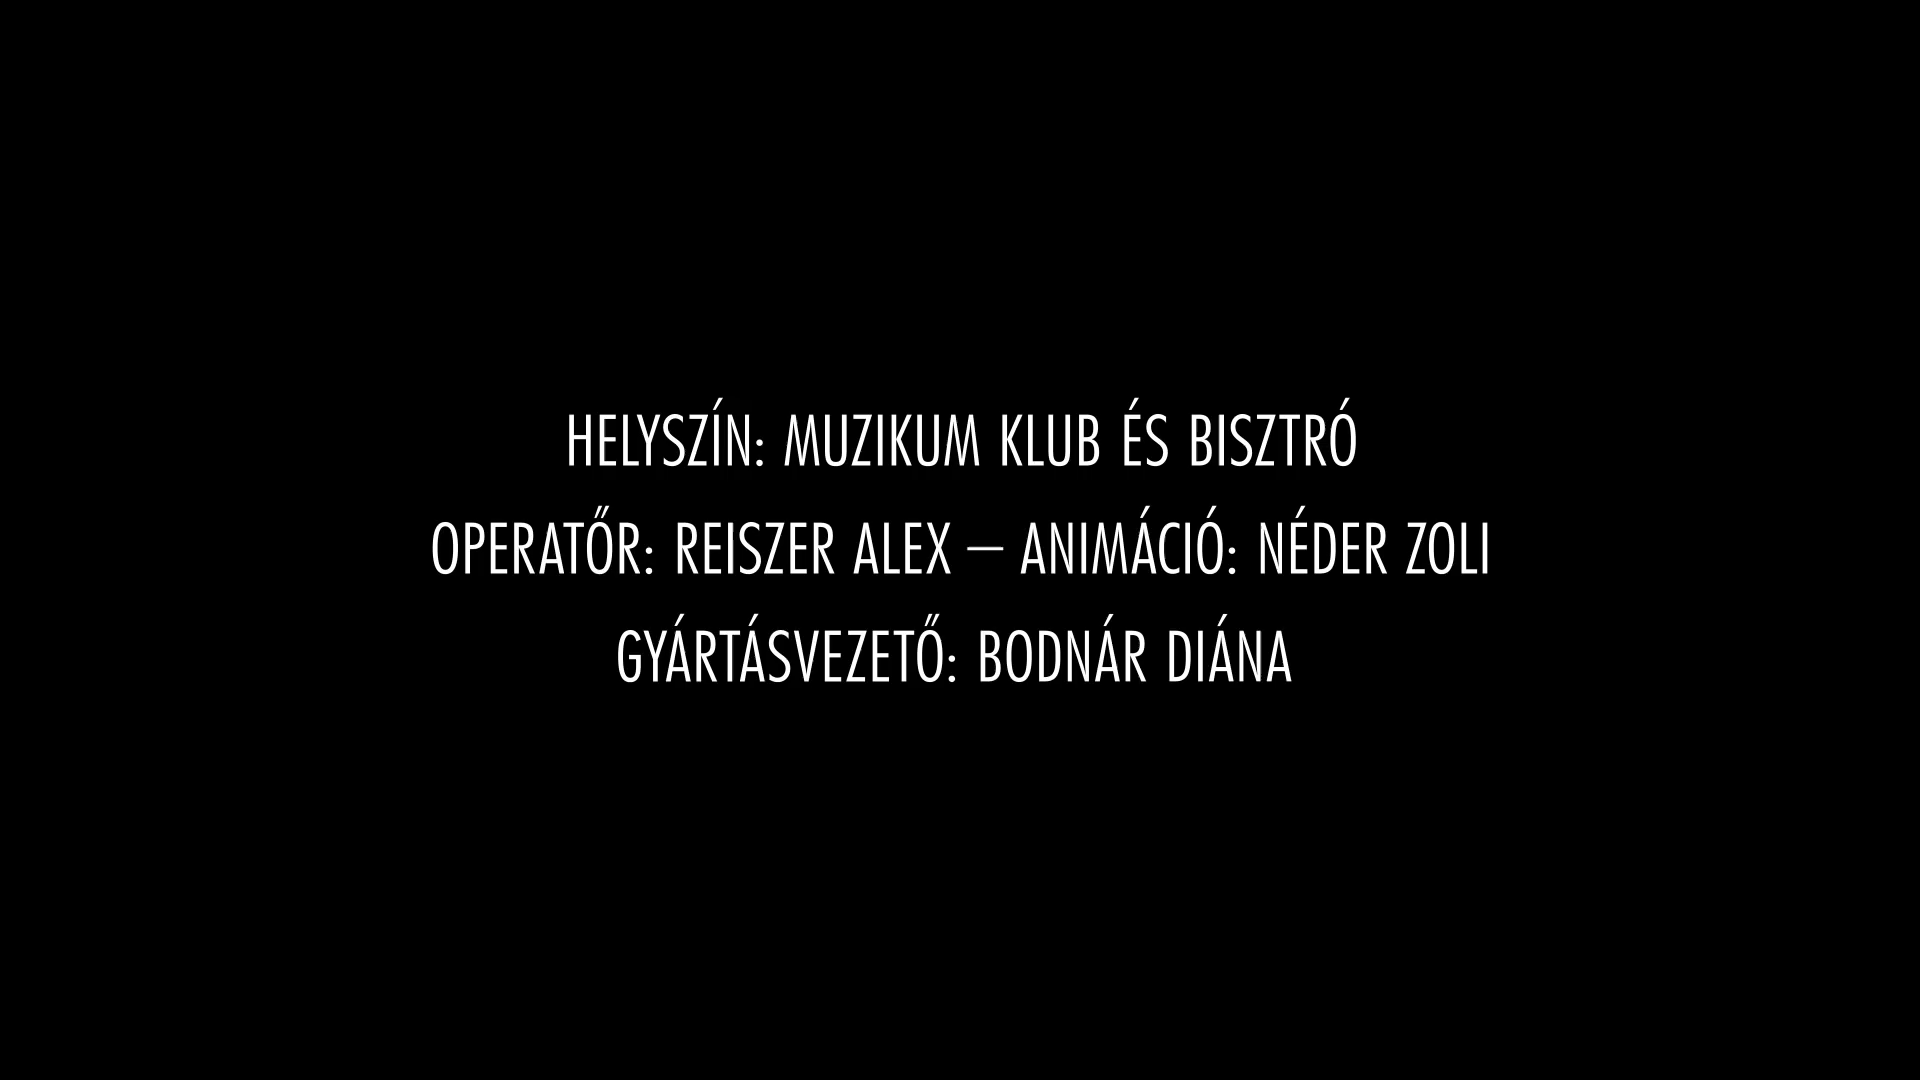 HELYSZÍN: MUZIKUM KLUB ÉS BISZTRÓ
OPERATŐR: REISZER ALEX – ANIMÁCIÓ: NÉDER ZOLI
GYÁRTÁSVEZETŐ: BODNÁR DIÁNA